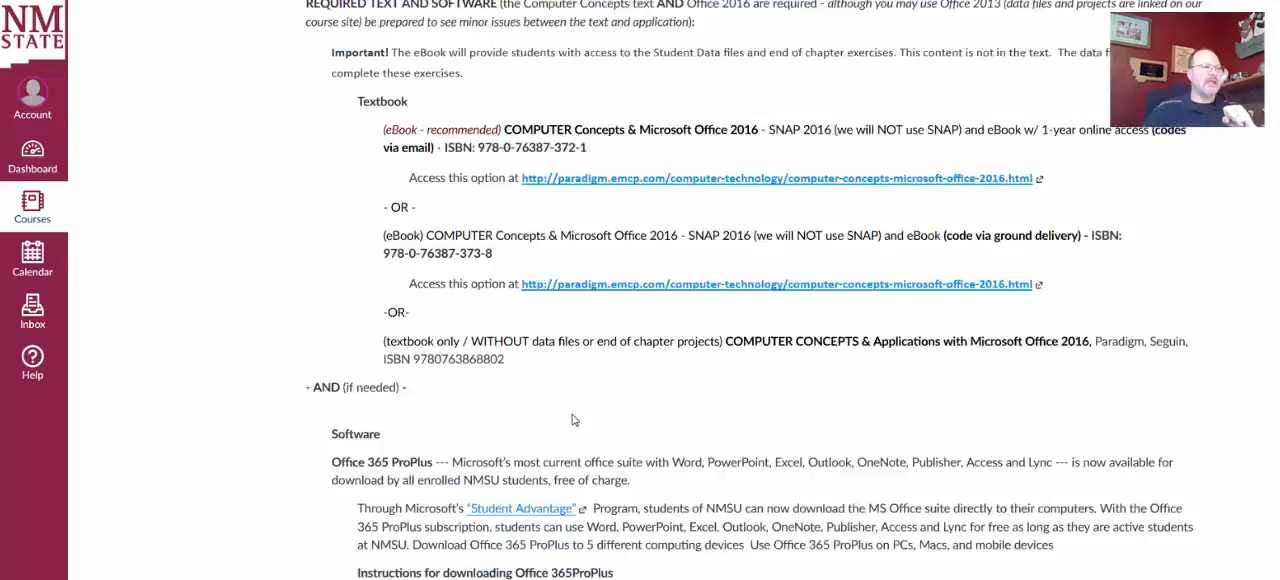 NM
STATE
Account
Dashboard
Courses
Calendar
Inbox
Help
REQUIRED TEXT AND SOFTWARE (the Computer Concepts text AND Office 2016 are required - although you may use Office 2013 (data files and projects are linked on our
course site) be prepared to see minor issues between the text and application):
Important! The eBook will provide students with access to the Student Data files and end of chapter exercises. This content is not in the text. The data f
complete these exercises.
Textbook
(eBook - recommended) COMPUTER Concepts & Microsoft Office 2016 - SNAP 2016 (we will NOT use SNAP) and eBook w/ 1-year online access (codes
via email) - ISBN: 978-0-76387-372-1
Access this option at http://paradigm.emcp.com/computer-technology/computer-concepts-microsoft-office-2016.html
- OR -
(eBook) COMPUTER Concepts & Microsoft Office 2016 - SNAP 2016 (we will NOT use SNAP) and eBook (code via ground delivery) - ISBN:
978-0-76387-373-8
Access this option at http://paradigm.emcp.com/computer-technology/computer-concepts-microsoft-office-2016.html
-OR-
(textbook only / WITHOUT data files or end of chapter projects) COMPUTER CONCEPTS & Applications with Microsoft Office 2016, Paradigm, Seguin,
ISBN 9780763868802
- AND (if needed) -
Software
Office 365 ProPlus --- Microsoft's most current office suite with Word, PowerPoint, Excel, Outlook, OneNote, Publisher, Access and Lync --- is now available for
download by all enrolled NMSU students, free of charge.
Through Microsoft's "Student Advantage" Program, students of NMSU can now download the MS Office suite directly to their computers. With the Office
365 ProPlus subscription, students can use Word, PowerPoint, Excel, Outlook, OneNote, Publisher, Access and Lync for free as long as they are active students
at NMSU. Download Office 365 ProPlus to 5 different computing devices Use Office 365 ProPlus on PCs, Macs, and mobile devices
Instructions for downloading Office 365ProPlus